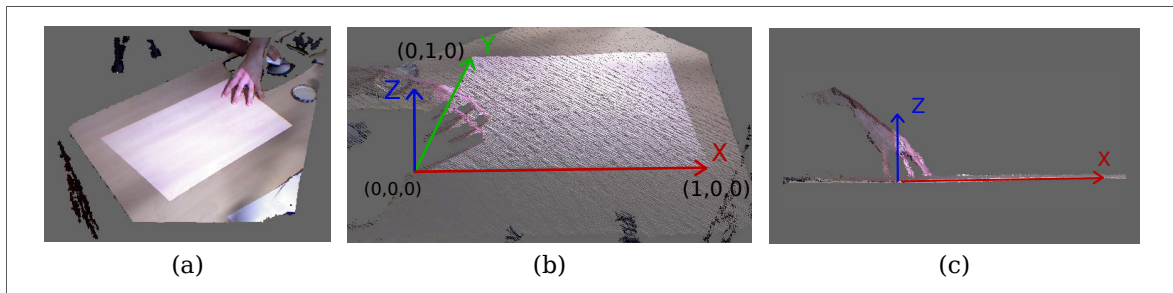 (0,1,0)
Y
Z
X
(0,0,0)
(1,0,0)
Z
X
(a)
(b)
(c)